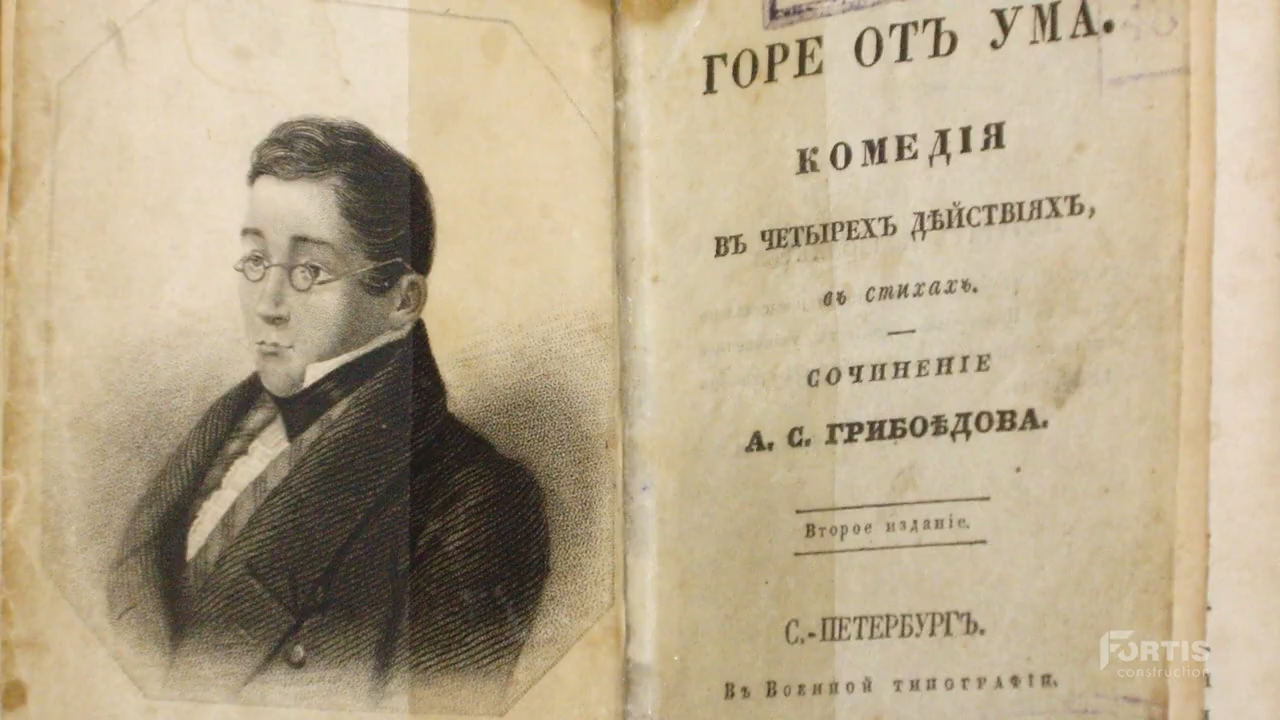 ГОРЕ ОТЪ УМА.
КОМЕДІЯ
ВЪ ЧЕТЫРЕХЪ ДѢЙСТВІЯХЪ,
въ стихахъ.
СОЧИНЕНІЕ
А. С. ГРИБОѢДОВА.
Второе изданіе.
С.-ПЕТЕРБУРГЪ.
Въ Военной типографіи.
FORTIS
construction